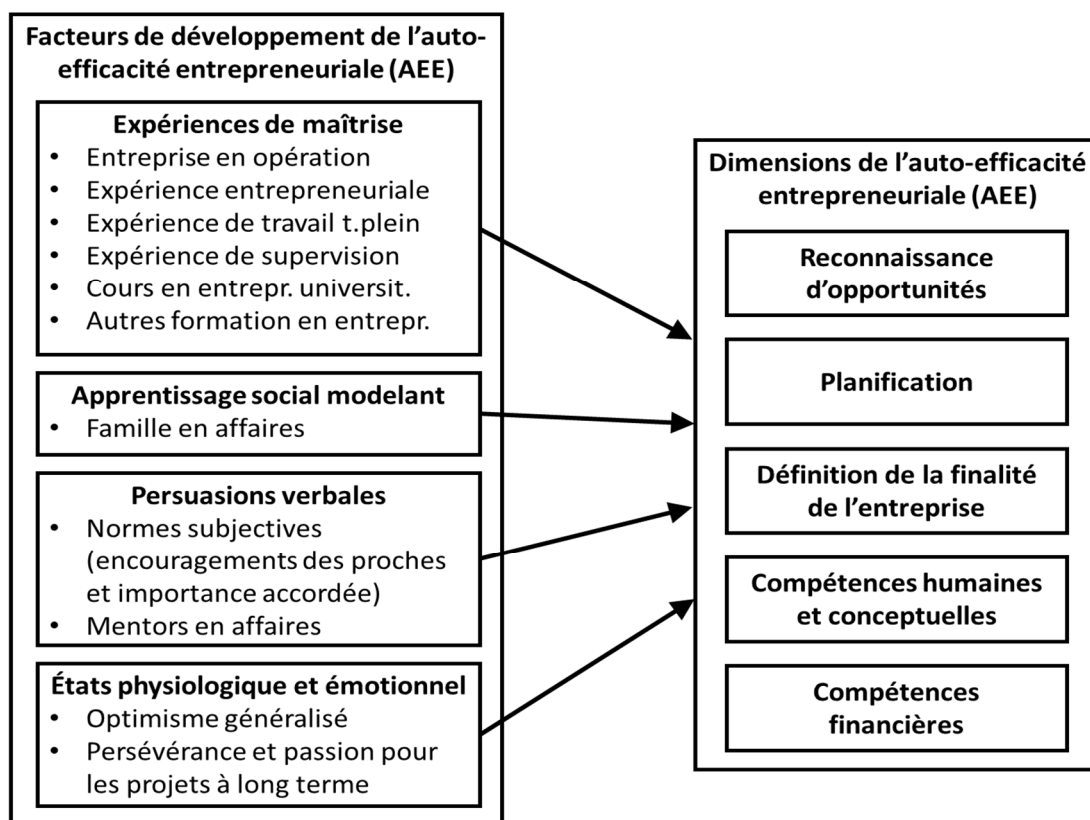 Facteurs de développement de l'auto-
efficacité entrepreneuriale (AEE)
Expériences de maîtrise
• Entreprise en opération
• Expérience entrepreneuriale
• Expérience de travail t.plein
• Expérience de supervision
• Cours en entrepr. universit.
• Autres formation en entrepr.
Apprentissage social modelant
• Famille en affaires
Persuasions verbales
• Normes subjectives
(encouragements des proches
et importance accordée)
• Mentors en affaires
États physiologique et émotionnel
• Optimisme généralisé
• Persévérance et passion pour
les projets à long terme
Dimensions de l'auto-efficacité
entrepreneuriale (AEE)
Reconnaissance
d'opportunités
Planification
Définition de la finalité
de l'entreprise
Compétences humaines
et conceptuelles
Compétences
financières